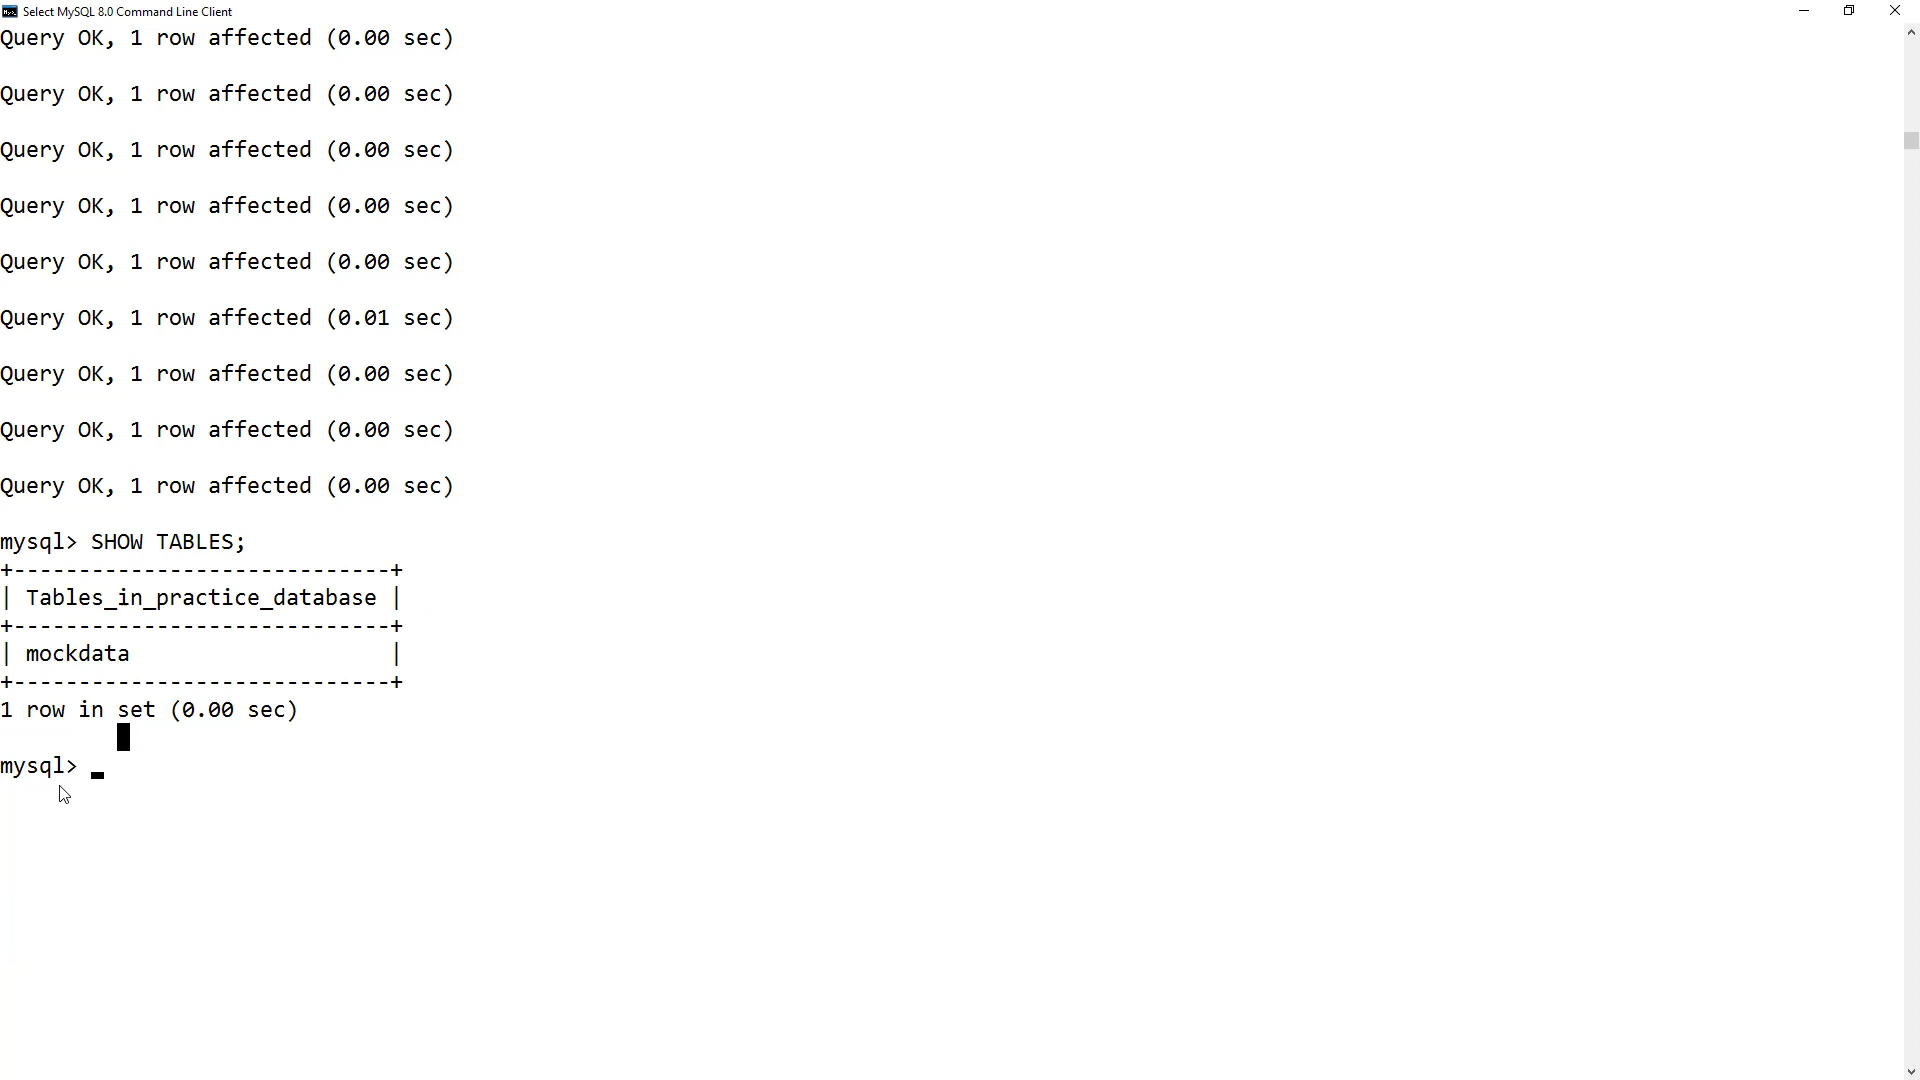 Select MySQL 8.0 Command Line Client
Query OK, 1 row affected (0.00 sec)
Query OK, 1 row affected (0.00 sec)
Query OK, 1 row affected (0.00 sec)
Query OK, 1 row affected (0.00 sec)
Query OK, 1 row affected (0.00 sec)
Query OK, 1 row affected (0.01 sec)
Query OK, 1 row affected (0.00 sec)
Query OK, 1 row affected (0.00 sec)
Query OK, 1 row affected (0.00 sec)
mysql> SHOW TABLES;
+-----------------------------+
| Tables_in_practice_database |
+-----------------------------+
| mockdata                    |
+-----------------------------+
1 row in set (0.00 sec)
mysql> _